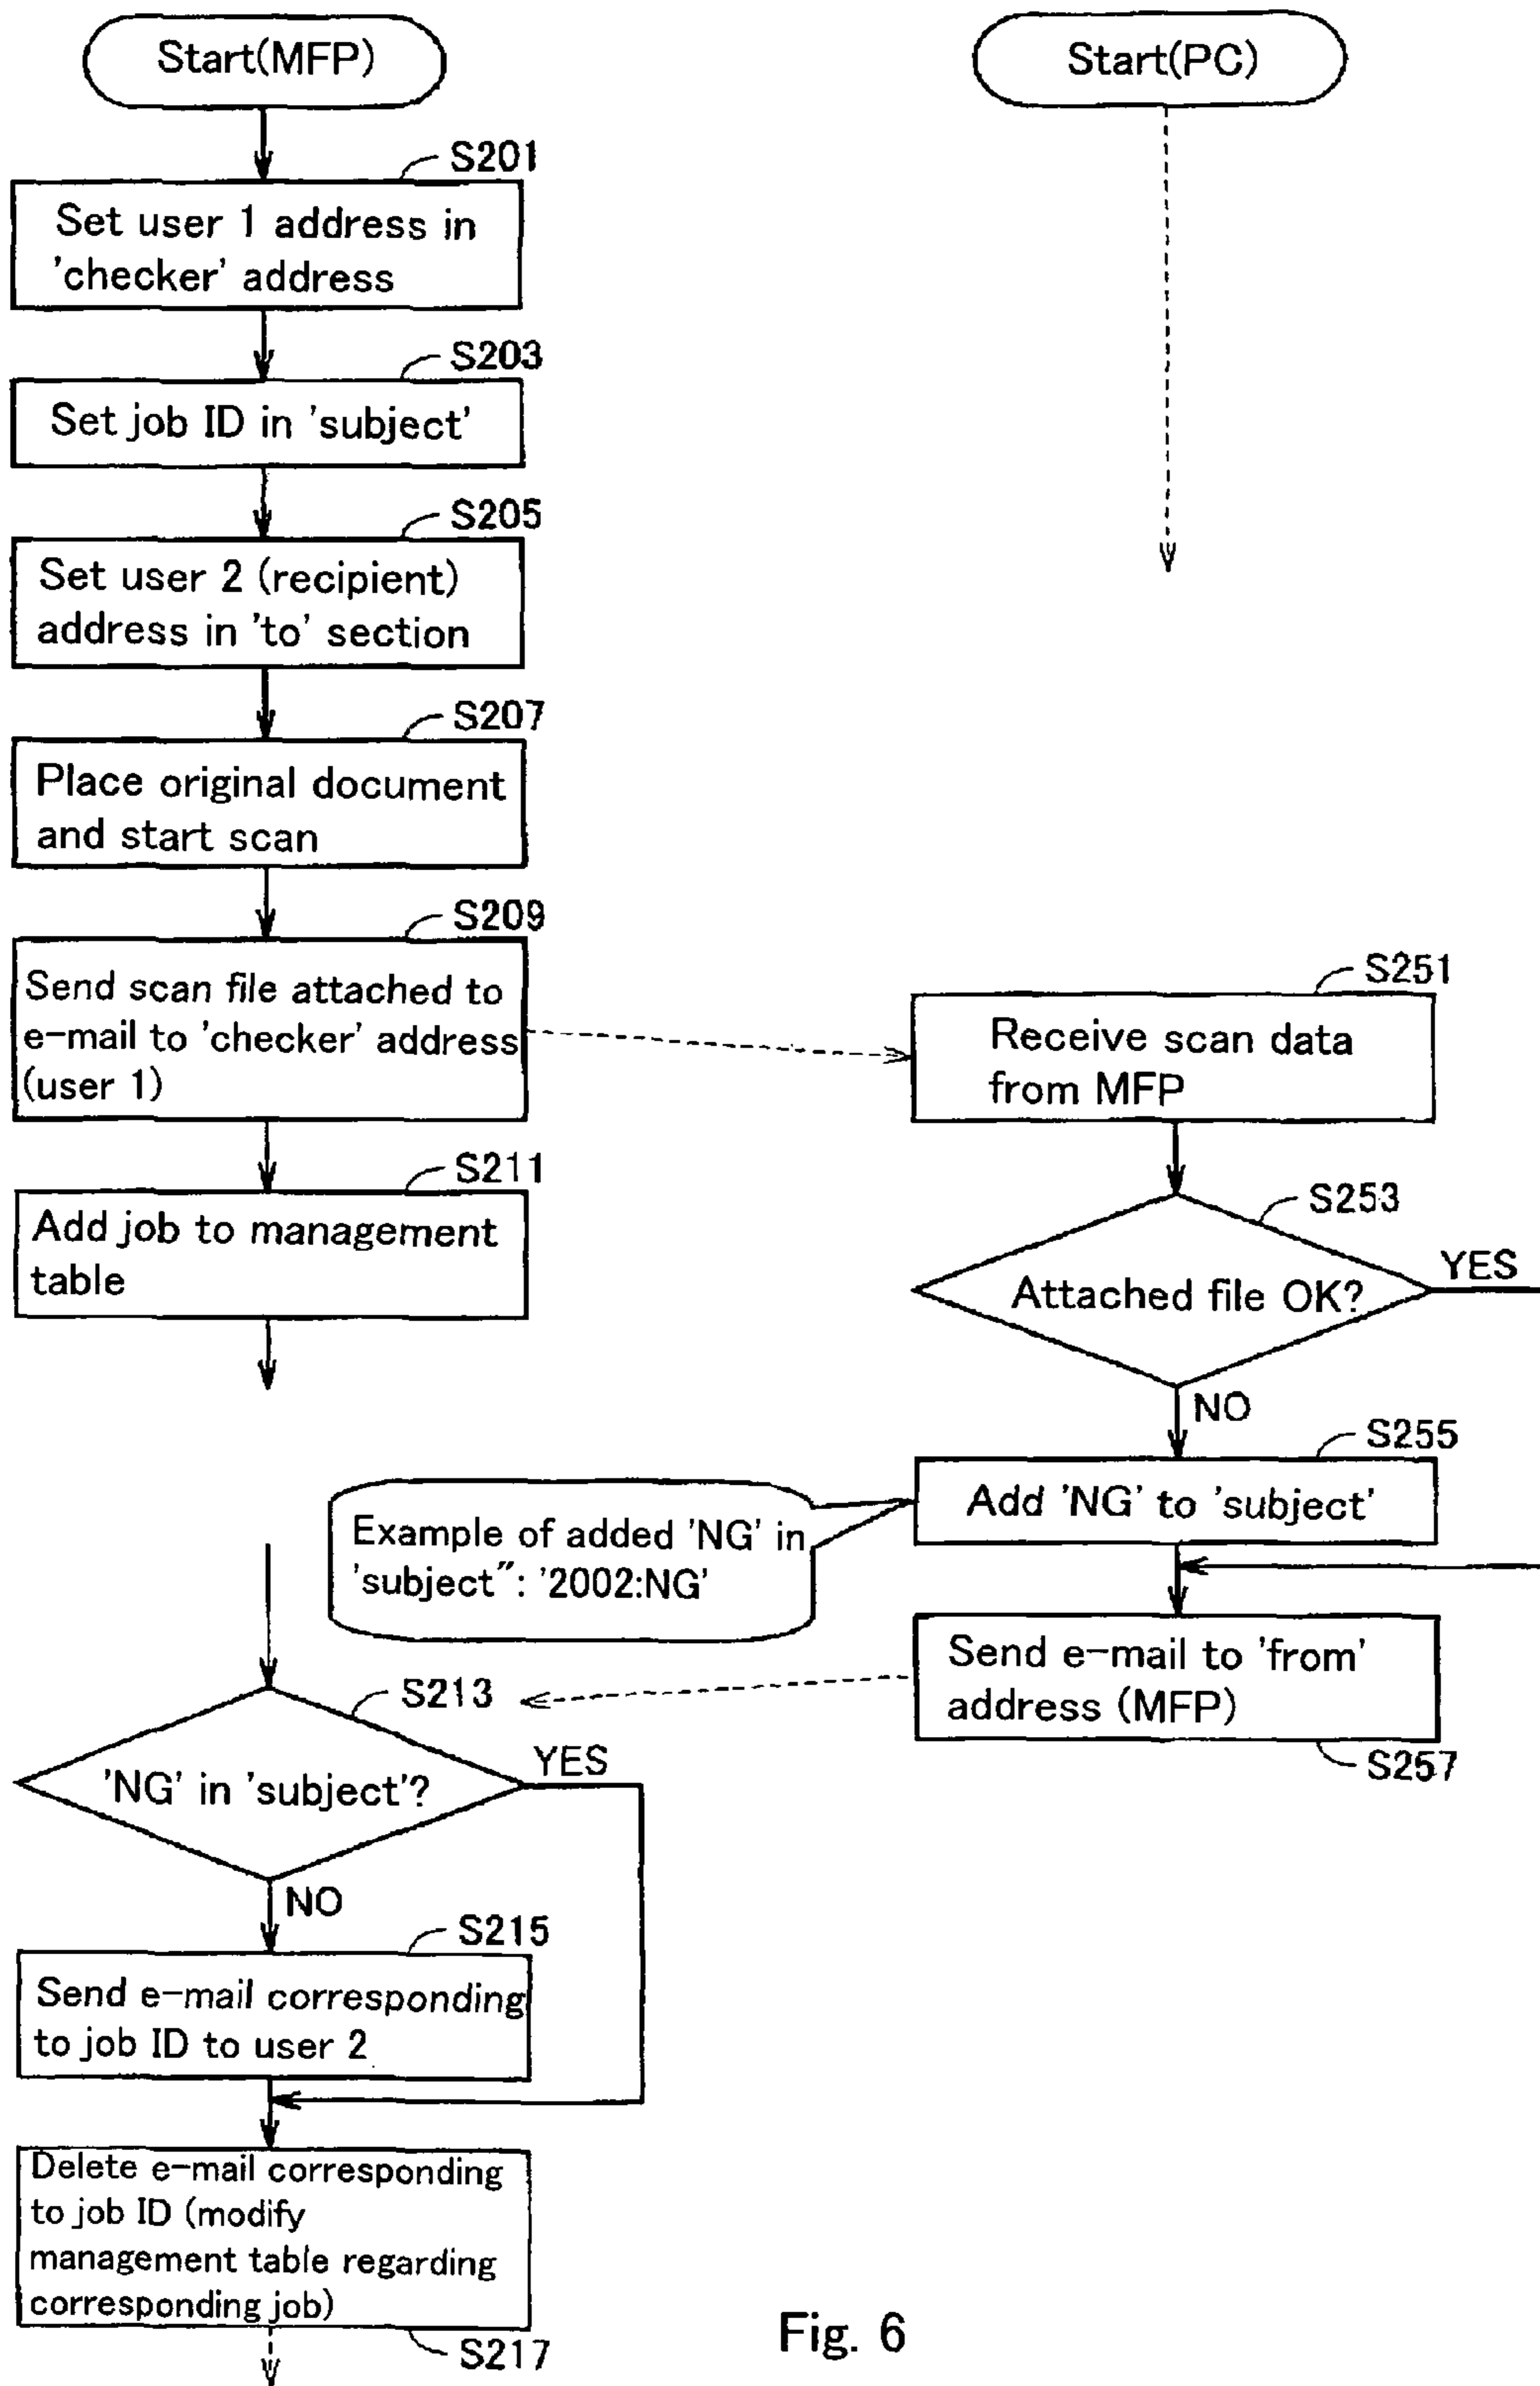 Start(MFP)
S201
Set user 1 address in
'checker' address
S203
Set job ID in 'subject'
S205
Set user 2 (recipient)
address in 'to' section
S207
Place original document
and start scan
S209
Send scan file attached to
e-mail to 'checker' address
(user 1)
S211
Add job to management
table
S213
'NG' in 'subject'?
YES
NO
S215
Send e-mail corresponding
to job ID to user 2
Delete e-mail corresponding
to job ID (modify
management table regarding
corresponding job)
S217
Start(PC)
S251
Receive scan data
from MFP
S253
Attached file OK?
YES
NO
S255
Add 'NG' to 'subject'
Example of added 'NG' in
'subject": '2002:NG'
Send e-mail to 'from'
address (MFP)
S257
Fig. 6